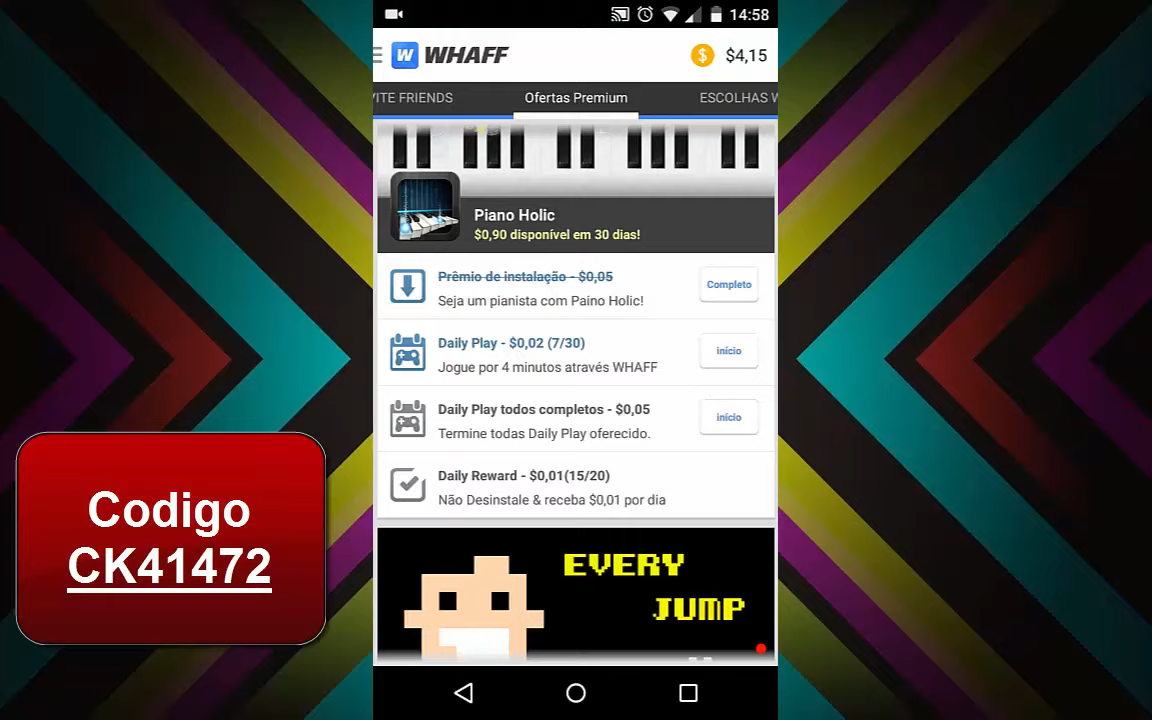 14:58
W WHAFF
$ $4,15
ITE FRIENDS
Ofertas Premium
ESCOLHAS W
Piano Holic
$0,90 disponível em 30 dias!
Prêmio de instalação - $0,05
Seja um pianista com Paino Holic!
Completo
Daily Play - $0,02 (7/30)
Jogue por 4 minutos através WHAFF
início
Daily Play todos completos - $0,05
Termine todas Daily Play oferecido.
início
Daily Reward - $0,01(15/20)
Não Desinstale & receba $0,01 por dia
Codigo
CK41472
EVERY
JUMP